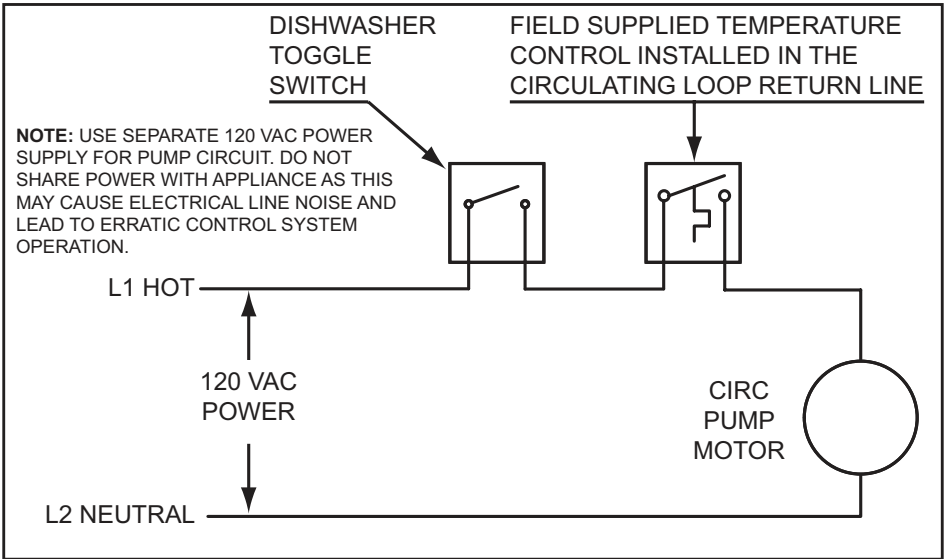 DISHWASHER
TOGGLE
SWITCH
FIELD SUPPLIED TEMPERATURE
CONTROL INSTALLED IN THE
CIRCULATING LOOP RETURN LINE
NOTE: USE SEPARATE 120 VAC POWER
SUPPLY FOR PUMP CIRCUIT. DO NOT
SHARE POWER WITH APPLIANCE AS THIS
MAY CAUSE ELECTRICAL LINE NOISE AND
LEAD TO ERRATIC CONTROL SYSTEM
OPERATION.
L1 HOT
120 VAC
POWER
CIRC
PUMP
MOTOR
L2 NEUTRAL